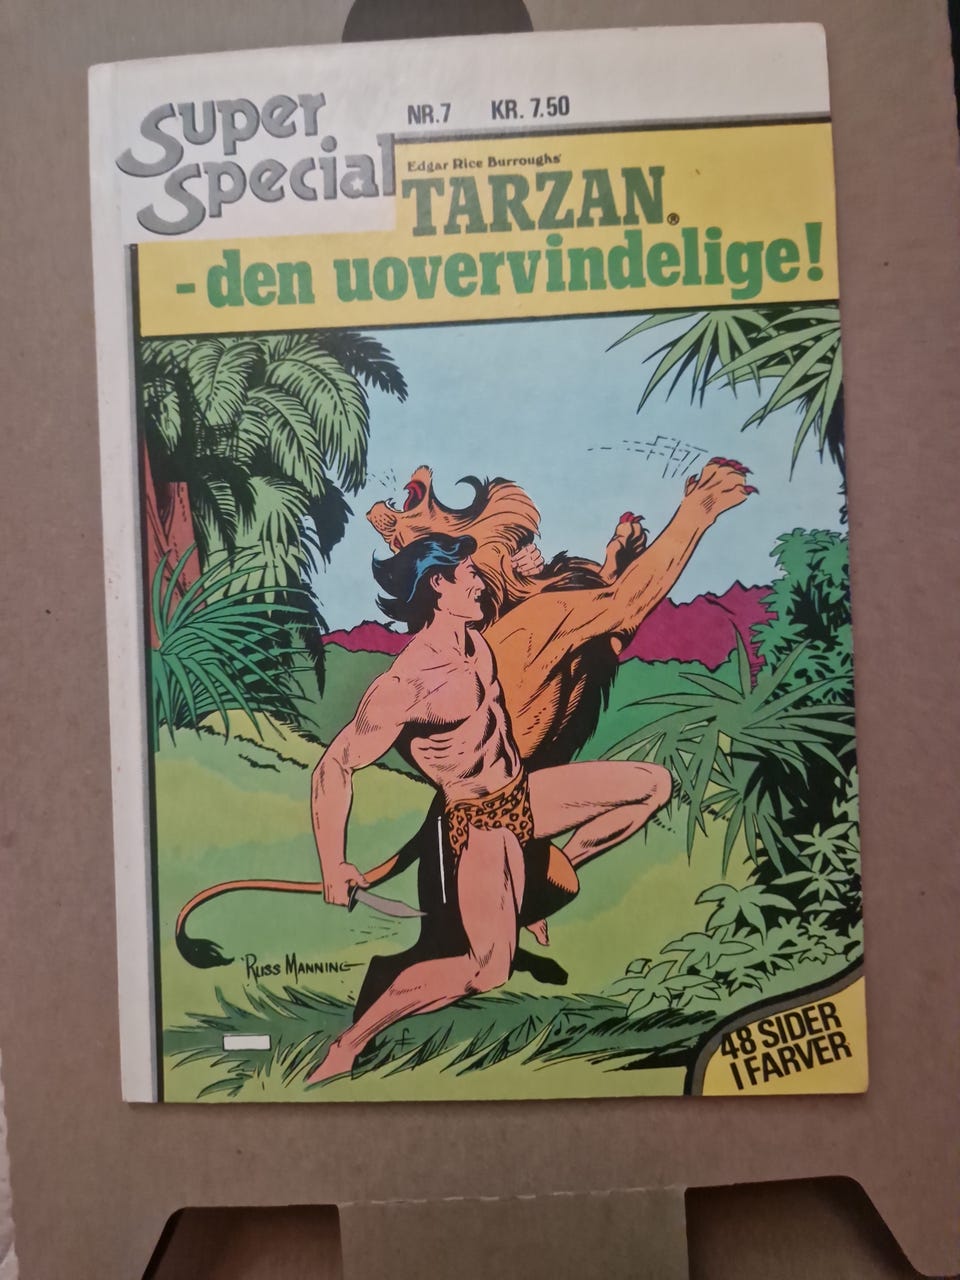 Super
Special
NR.7 KR. 7.50
Edgar Rice Burroughs'
TARZAN®
- den uovervindelige!
RUSS MANNING
48 SIDER
I FARVER